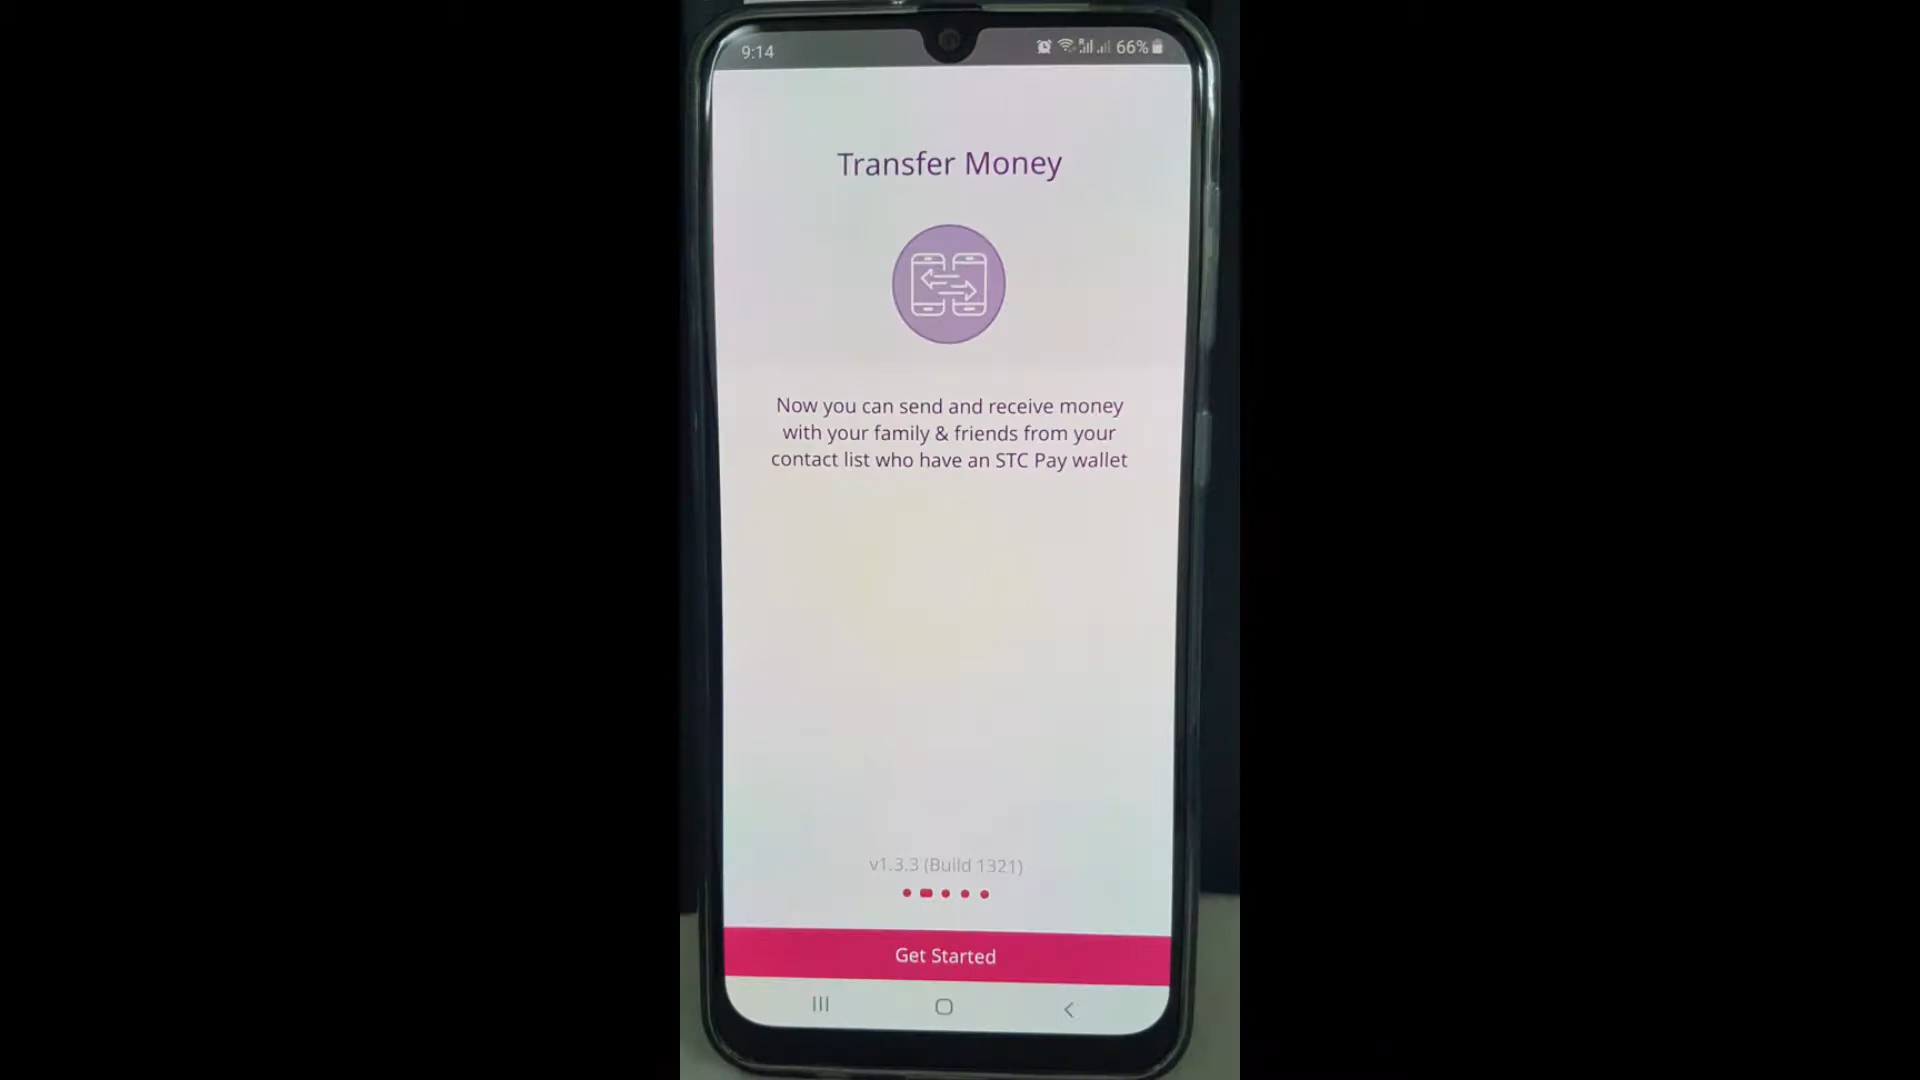 9:14
66%
Transfer Money
Now you can send and receive money
with your family & friends from your
contact list who have an STC Pay wallet
v1.3.3 (Build 1321)
Get Started